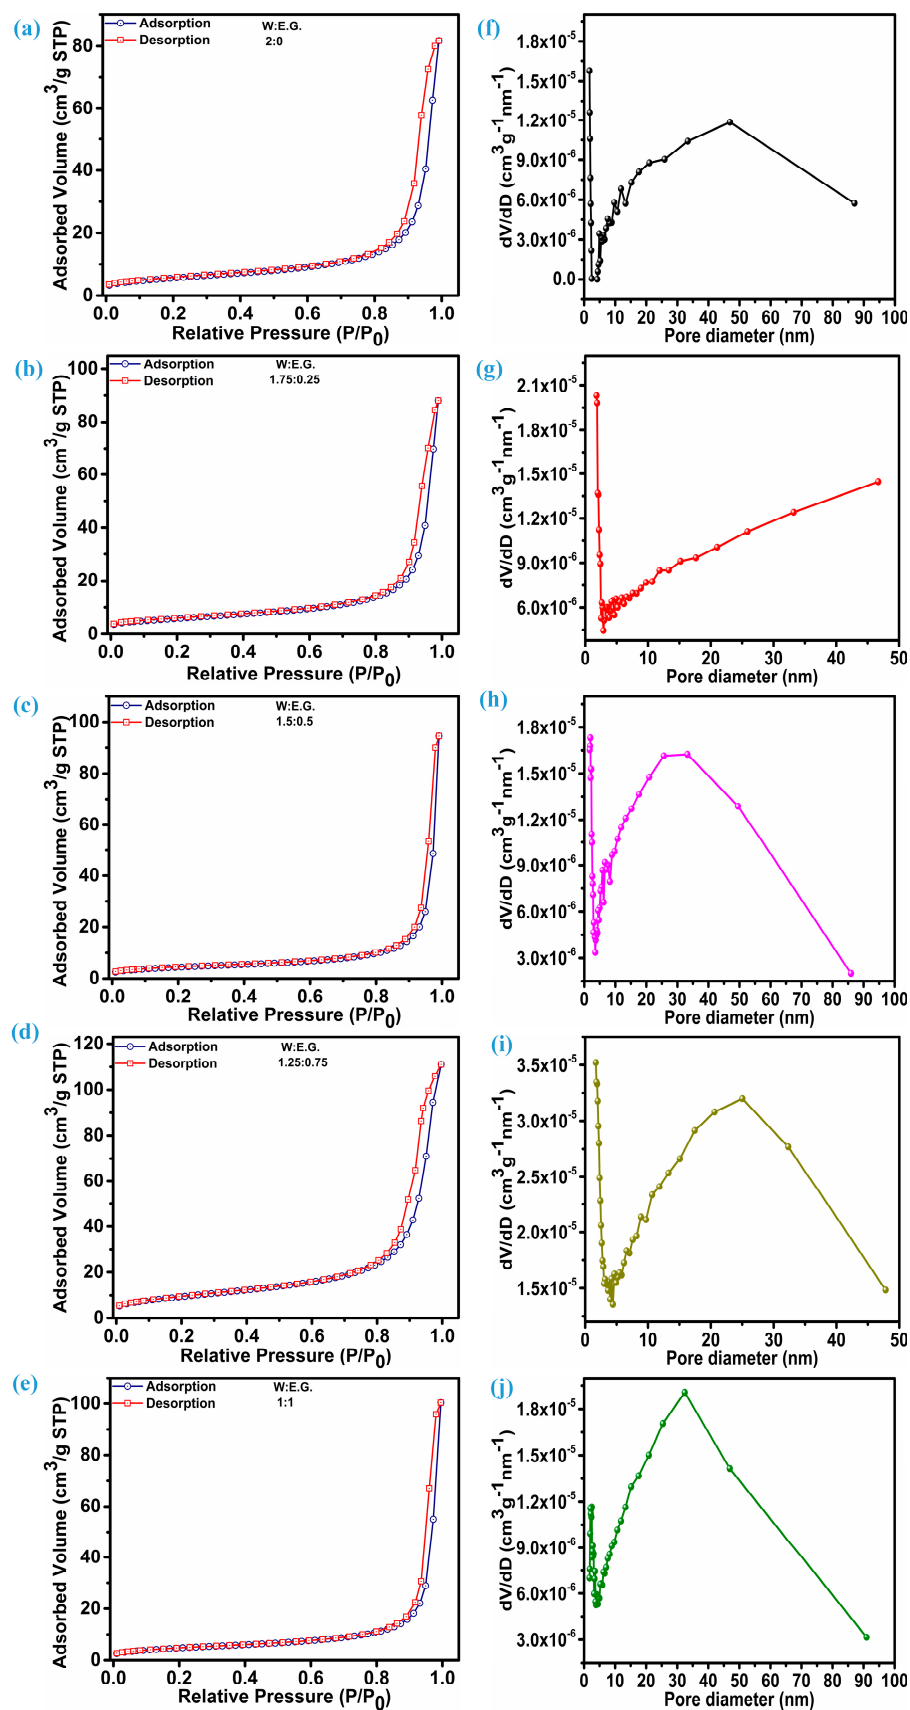 (a)
Adsorption
Desorption
W:E.G.
2:0
Adsorbed Volume (cm³/g STP)
80
60
40
20
0
0.0 0.2 0.4 0.6 0.8 1.0
Relative Pressure (P/P₀)
(f)
dV/dD (cm³g⁻¹nm⁻¹)
1.8x10⁻⁵
1.5x10⁻⁵
1.2x10⁻⁵
9.0x10⁻⁶
6.0x10⁻⁶
3.0x10⁻⁶
0.0
0 10 20 30 40 50 60 70 80 90 100
Pore diameter (nm)
(b)
Adsorption
Desorption
W:E.G.
1.75:0.25
Adsorbed Volume (cm³/g STP)
100
80
60
40
20
0
0.0 0.2 0.4 0.6 0.8 1.0
Relative Pressure (P/P₀)
(g)
dV/dD (cm³g⁻¹nm⁻¹)
2.1x10⁻⁵
1.8x10⁻⁵
1.5x10⁻⁵
1.2x10⁻⁵
9.0x10⁻⁶
6.0x10⁻⁶
0 10 20 30 40 50
Pore diameter (nm)
(c)
Adsorption
Desorption
W:E.G.
1.5:0.5
Adsorbed Volume (cm³/g STP)
100
80
60
40
20
0
0.0 0.2 0.4 0.6 0.8 1.0
Relative Pressure (P/P₀)
(h)
dV/dD (cm³g⁻¹nm⁻¹)
1.8x10⁻⁵
1.5x10⁻⁵
1.2x10⁻⁵
9.0x10⁻⁶
6.0x10⁻⁶
3.0x10⁻⁶
0 10 20 30 40 50 60 70 80 90 100
Pore diameter (nm)
(d)
Adsorption
Desorption
W:E.G.
1.25:0.75
Adsorbed Volume (cm³/g STP)
120
100
80
60
40
20
0
0.0 0.2 0.4 0.6 0.8 1.0
Relative Pressure (P/P₀)
(i)
dV/dD (cm³g⁻¹nm⁻¹)
3.5x10⁻⁵
3.0x10⁻⁵
2.5x10⁻⁵
2.0x10⁻⁵
1.5x10⁻⁵
0 10 20 30 40 50
Pore diameter (nm)
(e)
Adsorption
Desorption
W:E.G.
1:1
Adsorbed Volume (cm³/g STP)
100
80
60
40
20
0
0.0 0.2 0.4 0.6 0.8 1.0
Relative Pressure (P/P₀)
(j)
dV/dD (cm³g⁻¹nm⁻¹)
1.8x10⁻⁵
1.5x10⁻⁵
1.2x10⁻⁵
9.0x10⁻⁶
6.0x10⁻⁶
3.0x10⁻⁶
0 10 20 30 40 50 60 70 80 90 100
Pore diameter (nm)